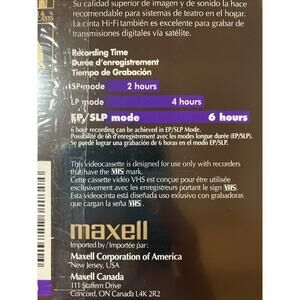 Su calidad superior de imagen y de sonido la hace
recomendable para sistemas de teatro en el hogar.
La cinta Hi-Fi también es excelente para grabar de
transmisiones digitales vía satélite.
Recording Time
Durée d'enregistrement
Tiempo de Grabación
SP mode 2 hours
LP mode 4 hours
EP/SLP mode 6 hours
6 hour recording can be achieved in EP/SLP Mode.
Possibilité de 6h d'enregistrement avec les modes longue durée (EP/SLP).
Se puede lograr una grabación de 6 horas en el modo EP/SLP.
This videocassette is designed for use only with recorders
that have the VHS mark.
Cette cassette vidéo VHS est conçue pour être utilisée
exclusivement avec les enregistreurs portant le sign VHS.
Esta videocinta está diseñada uso exlusivo con grabadoras
que cargan la seña VHS.
maxell
Imported by / Importée par:
Maxell Corporation of America
New Jersey, USA
Maxell Canada
111 Staffern Drive
Concord, ON Canada L4K 2R2